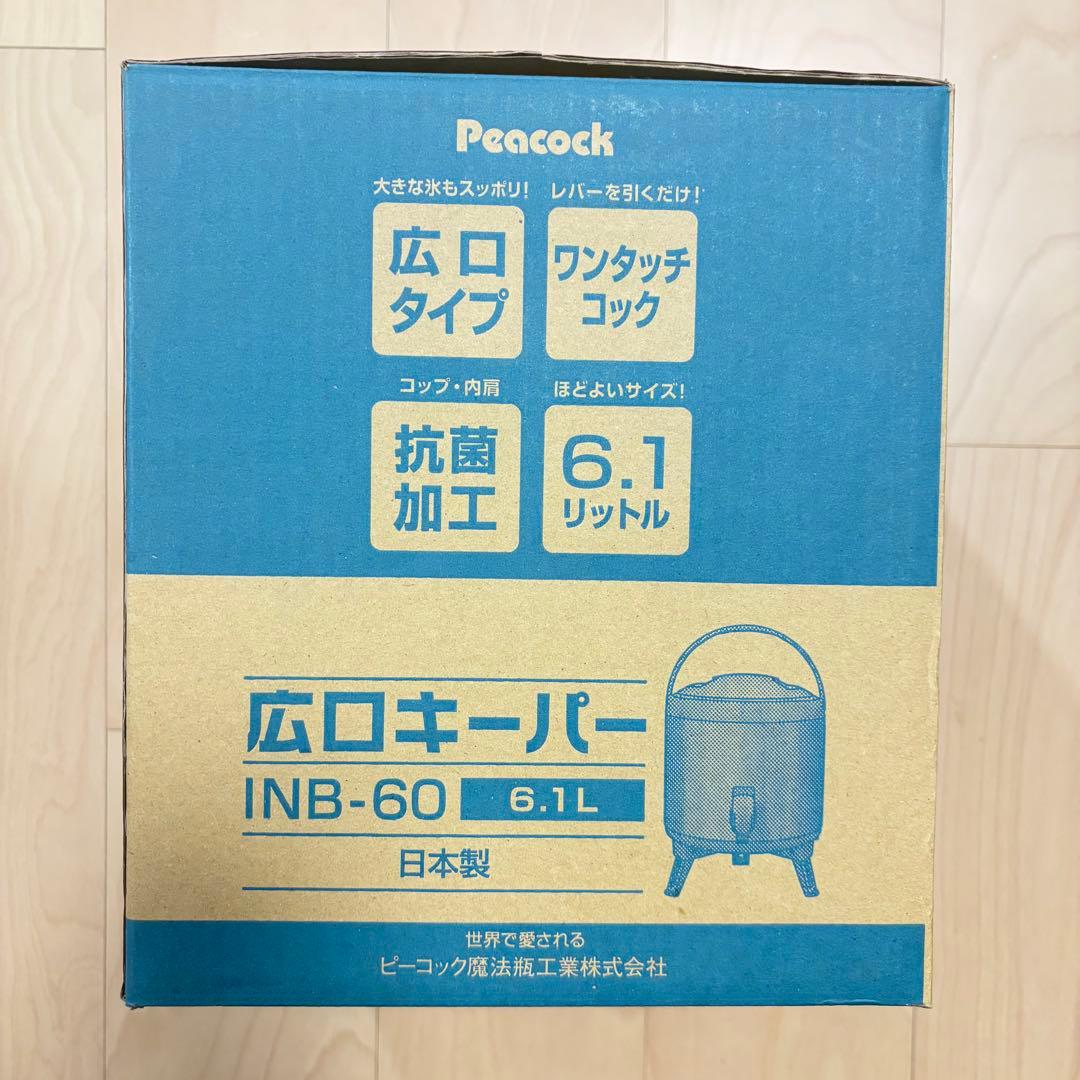 Peacock
大きな氷もスッポリ!
広口
タイプ
レバーを引くだけ!
ワンタッチ
コック
コップ・内肩
抗菌
加工
ほどよいサイズ!
6.1
リットル
広口キーパー
INB-60 6.1L
日本製
世界で愛される
ピーコック魔法瓶工業株式会社